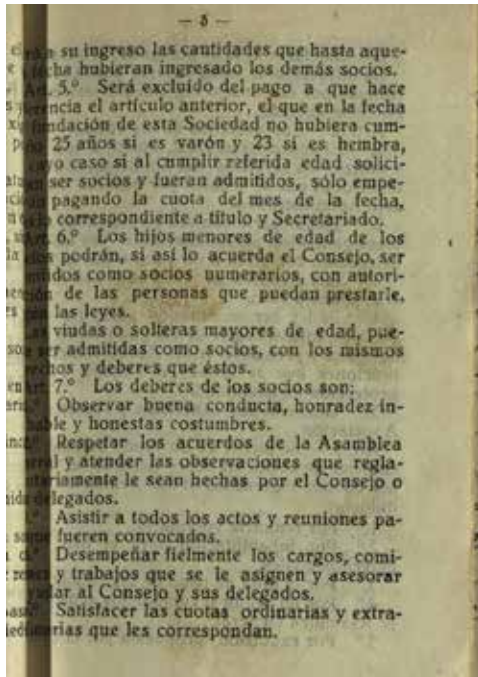 — 5 —
a su ingreso las cantidades que hasta aque-
fecha hubieran ingresado los demás socios.
Art. 5.º Será excluído del pago a que hace
el artículo anterior, el que en la fecha
fundación de esta Sociedad no hubiera cum-
25 años si es varón y 23 si es hembra,
caso si al cumplir referida edad solici-
ser socios y fueran admitidos, sólo empe-
pagando la cuota del mes de la fecha,
correspondiente a título y Secretariado.
Art. 6.º Los hijos menores de edad de los
podrán, si así lo acuerda el Consejo, ser
como socios numerarios, con autori-
de las personas que puedan prestarle,
las leyes.
viudas o solteras mayores de edad, pue-
ser admitidas como socios, con los mismos
y deberes que éstos.
Art. 7.º Los deberes de los socios son:
Observar buena conducta, honradez in-
y honestas costumbres.
Respetar los acuerdos de la Asamblea
y atender las observaciones que regla-
le sean hechas por el Consejo o
delegados.
Asistir a todos los actos y reuniones pa-
fueren convocados.
Desempeñar fielmente los cargos, comi-
y trabajos que se le asignen y asesorar
al Consejo y sus delegados.
Satisfacer las cuotas ordinarias y extra-
que les correspondan.